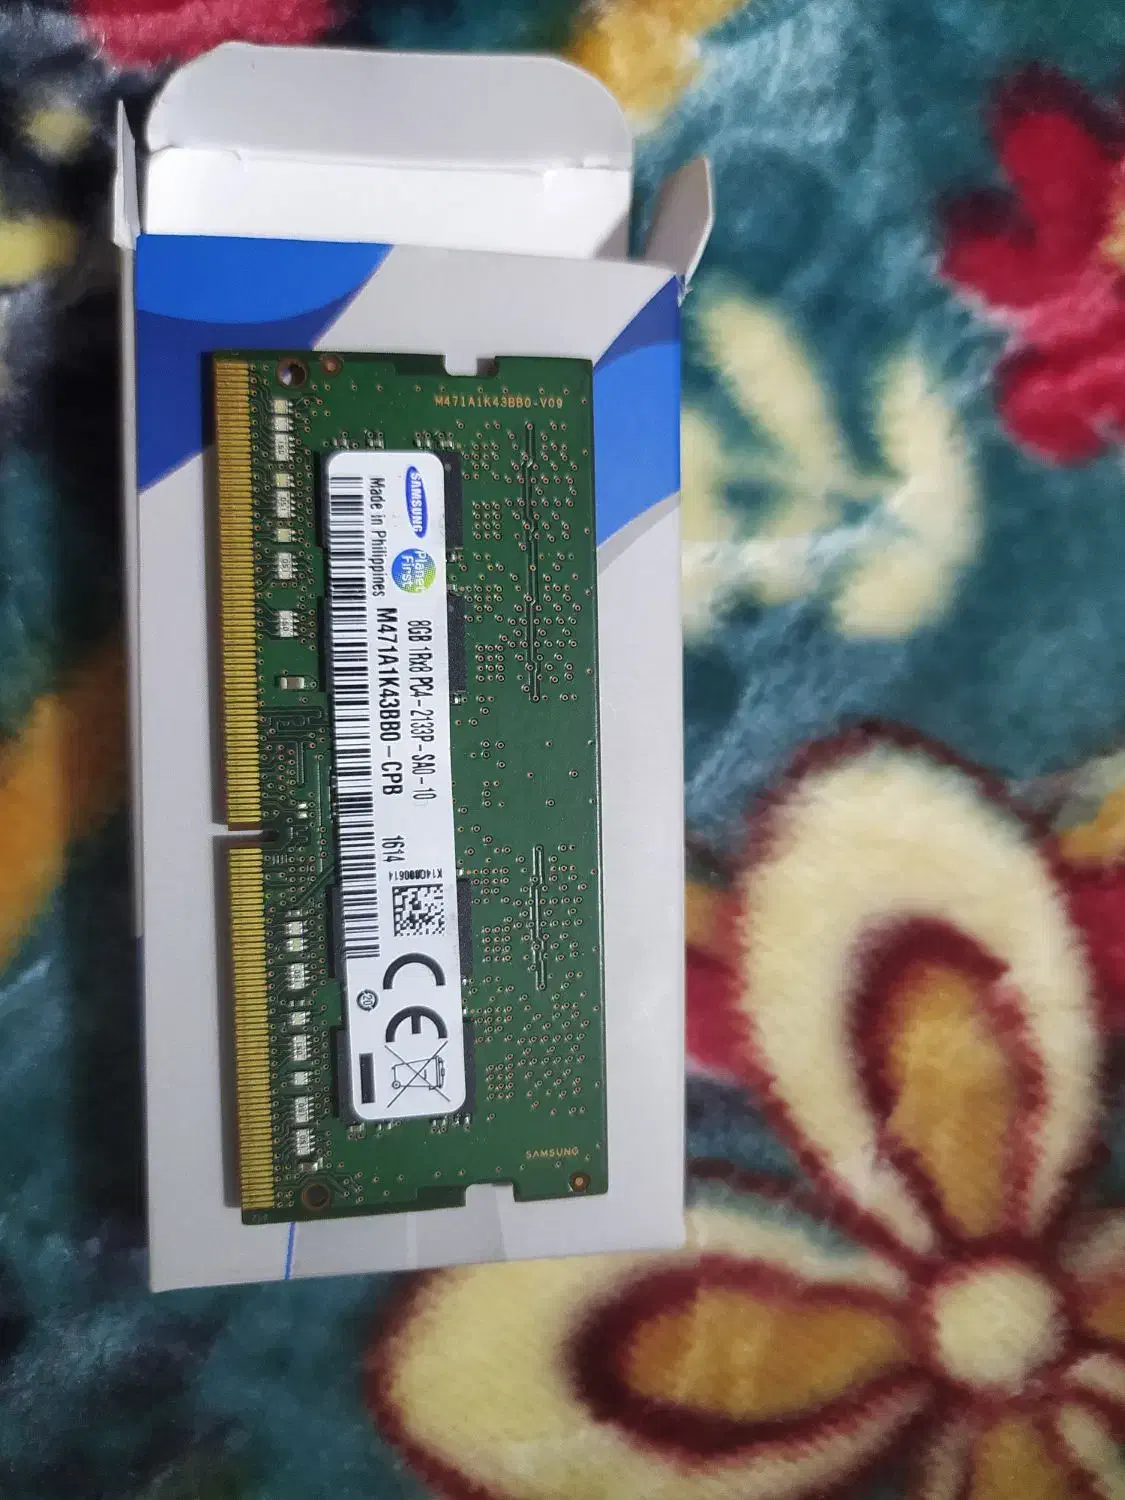 M471A1K43BB0-V09
SAMSUNG
Planet First
8GB 1Rx8 PC4-2133P-SA0-10
Made in Philippines M471A1K43BB0-CPB
1614
CE
20
SAMSUNG